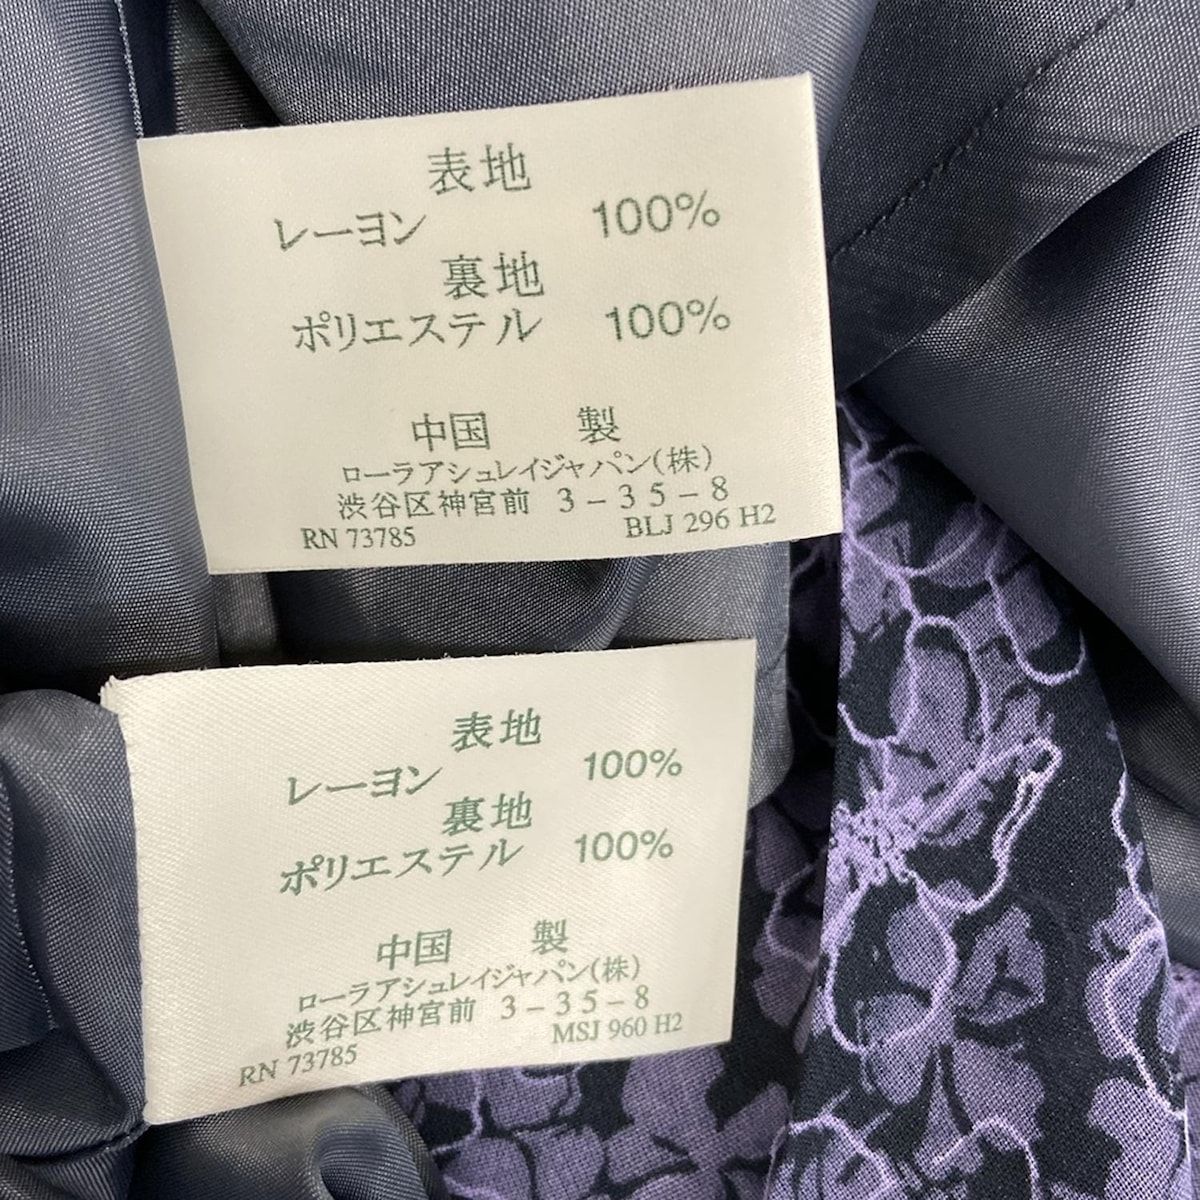 表地
レーヨン 100%
裏地
ポリエステル 100%
中国 製
ローラアシュレイジャパン(株)
渋谷区神宮前 3-35-8
RN 73785 BLJ 296 H2
表地
レーヨン 100%
裏地
ポリエステル 100%
中国 製
ローラアシュレイジャパン(株)
渋谷区神宮前 3-35-8
RN 73785 MSJ 960 H2